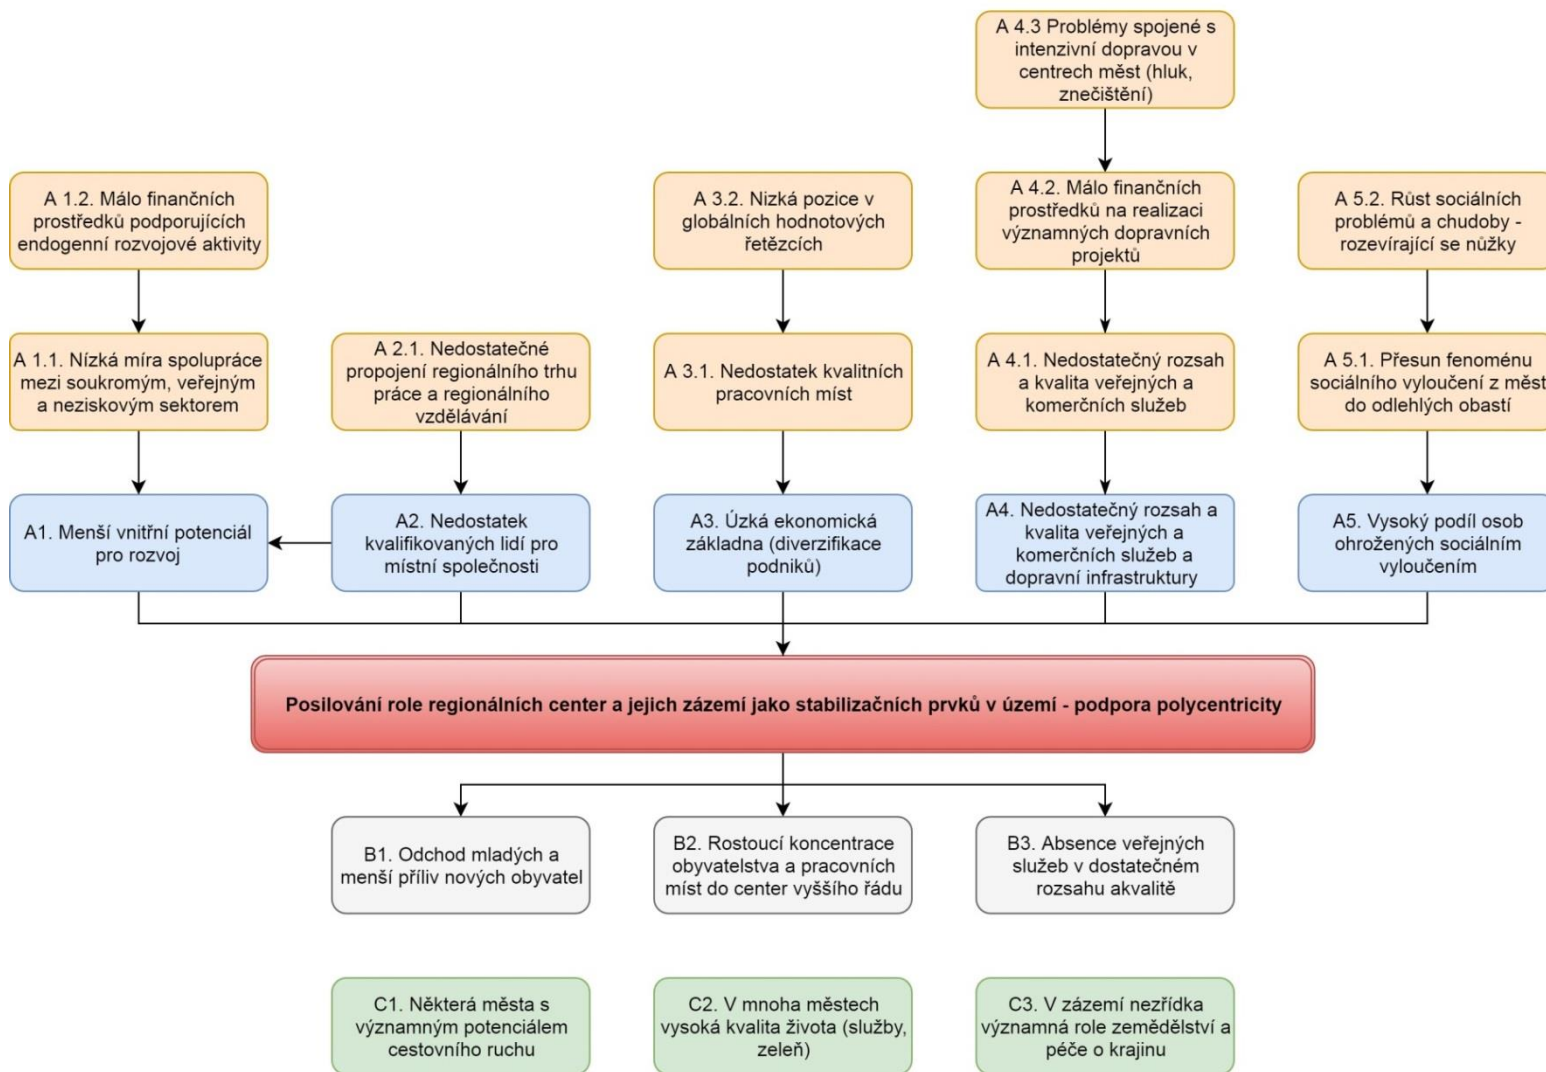 A 4.3 Problémy spojené s
intenzivní dopravou v
centrech měst (hluk,
znečištění)
A 1.2. Málo finančních
prostředků podporujících
endogenní rozvojové aktivity
A 3.2. Nizká pozice v
globálních hodnotových
řetězcích
A 4.2. Málo finančních
prostředků na realizaci
významných dopravních
projektů
A 5.2. Růst sociálních
problémů a chudoby -
rozevírající se nůžky
A 1.1. Nízká míra spolupráce
mezi soukromým, veřejným
a neziskovým sektorem
A 2.1. Nedostatečné
propojení regionálního trhu
práce a regionálního
vzdělávání
A 3.1. Nedostatek kvalitních
pracovních míst
A 4.1. Nedostatečný rozsah
a kvalita veřejných a
komerčních služeb
A 5.1. Přesun fenoménu
sociálního vyloučení z měst
do odlehlých obastí
A1. Menší vnitřní potenciál
pro rozvoj
A2. Nedostatek
kvalifikovaných lidí pro
místní společnosti
A3. Úzká ekonomická
základna (diverzifikace
podniků)
A4. Nedostatečný rozsah a
kvalita veřejných a
komerčních služeb a
dopravní infrastruktury
A5. Vysoký podíl osob
ohrožených sociálním
vyloučením
Posilování role regionálních center a jejich zázemí jako stabilizačních prvků v území - podpora polycentricity
B1. Odchod mladých a
menší příliv nových obyvatel
B2. Rostoucí koncentrace
obyvatelstva a pracovních
míst do center vyššího řádu
B3. Absence veřejných
služeb v dostatečném
rozsahu akvalitě
C1. Některá města s
významným potenciálem
cestovního ruchu
C2. V mnoha městech
vysoká kvalita života (služby,
zeleň)
C3. V zázemí nezřídka
významná role zemědělství a
péče o krajinu